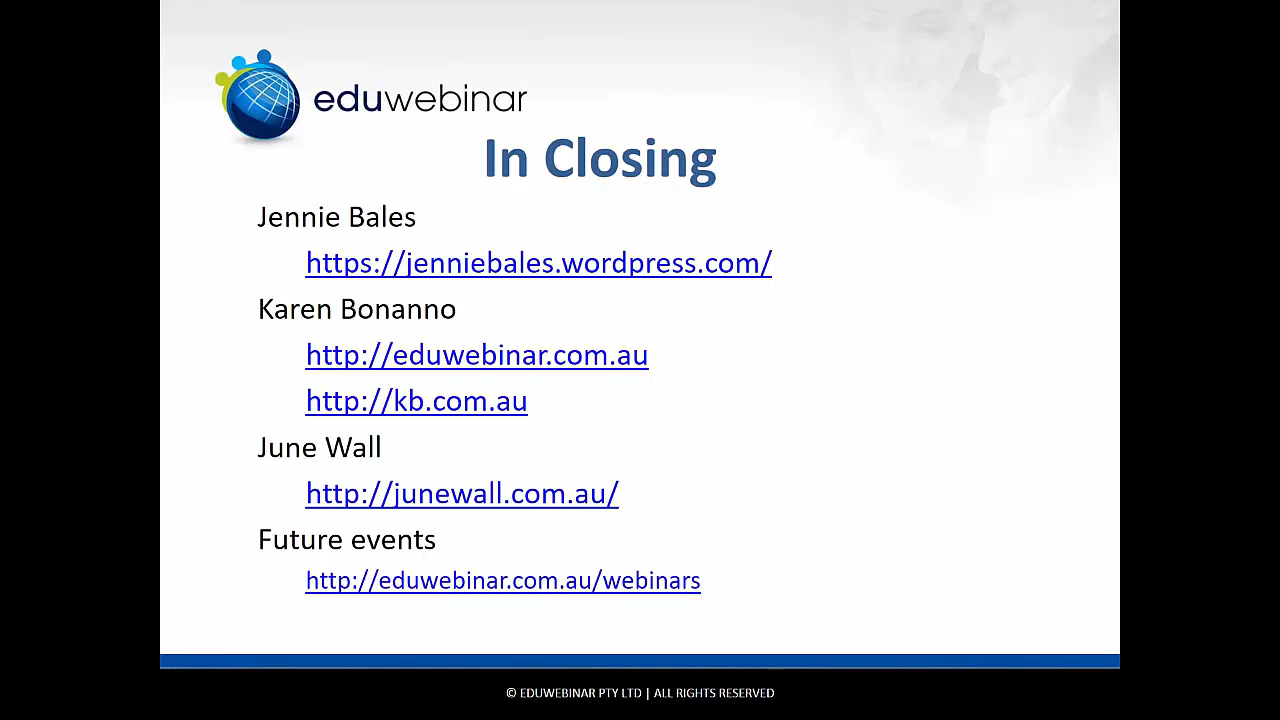 eduwebinar
In Closing
Jennie Bales
https://jenniebales.wordpress.com/
Karen Bonanno
http://eduwebinar.com.au
http://kb.com.au
June Wall
http://junewall.com.au/
Future events
http://eduwebinar.com.au/webinars
© EDUWEBINAR PTY LTD | ALL RIGHTS RESERVED